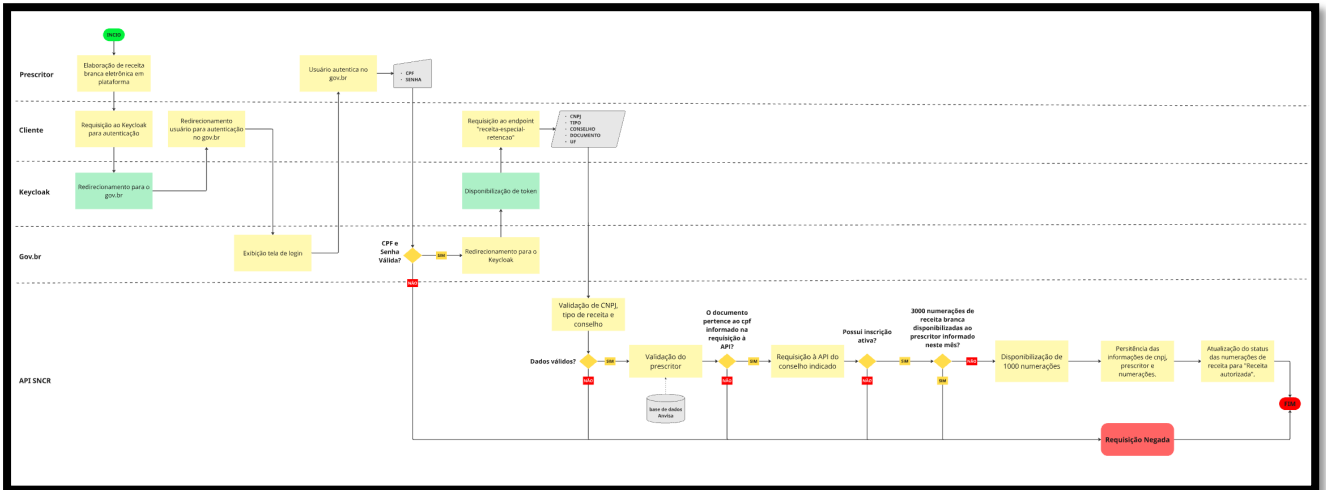 INCIO
Prescritor
Elaboração de receita
branca eletrônica em
plataforma
Usuário autentica no
gov.br
- CPF
- SENHA
Cliente
Requisição ao Keycloak
para autenticação
Redirecionamento
usuário para autenticação
no gov.br
Requisição ao endpoint
"receita-especial-
retencao"
- CNPJ
- TIPO
- CONSELHO
- DOCUMENTO
- UF
Keycloak
Redirecionamento para o
gov.br
Disponibilização de token
Gov.br
Exibição tela de login
CPF e
Senha
Válida?
SIM
Redirecionamento para o
Keycloak
NÃO
API SNCR
Validação de CNPJ,
tipo de receita e
conselho
Dados válidos?
SIM
NÃO
Validação do
prescritor
base de dados
Anvisa
O documento
pertence ao cpf
informado na
requisição à
API?
SIM
NÃO
Requisição à API do
conselho indicado
Possui inscrição
ativa?
SIM
NÃO
3000 numerações de
receita branca
disponibilizadas ao
prescritor informado
neste mês?
NÃO
SIM
Disponibilização de
1000 numerações
Persitência das
informações de cnpj,
prescritor e
numerações.
Atualização do status
das numerações de
receita para "Receita
autorizada".
FIM
Requisição Negada